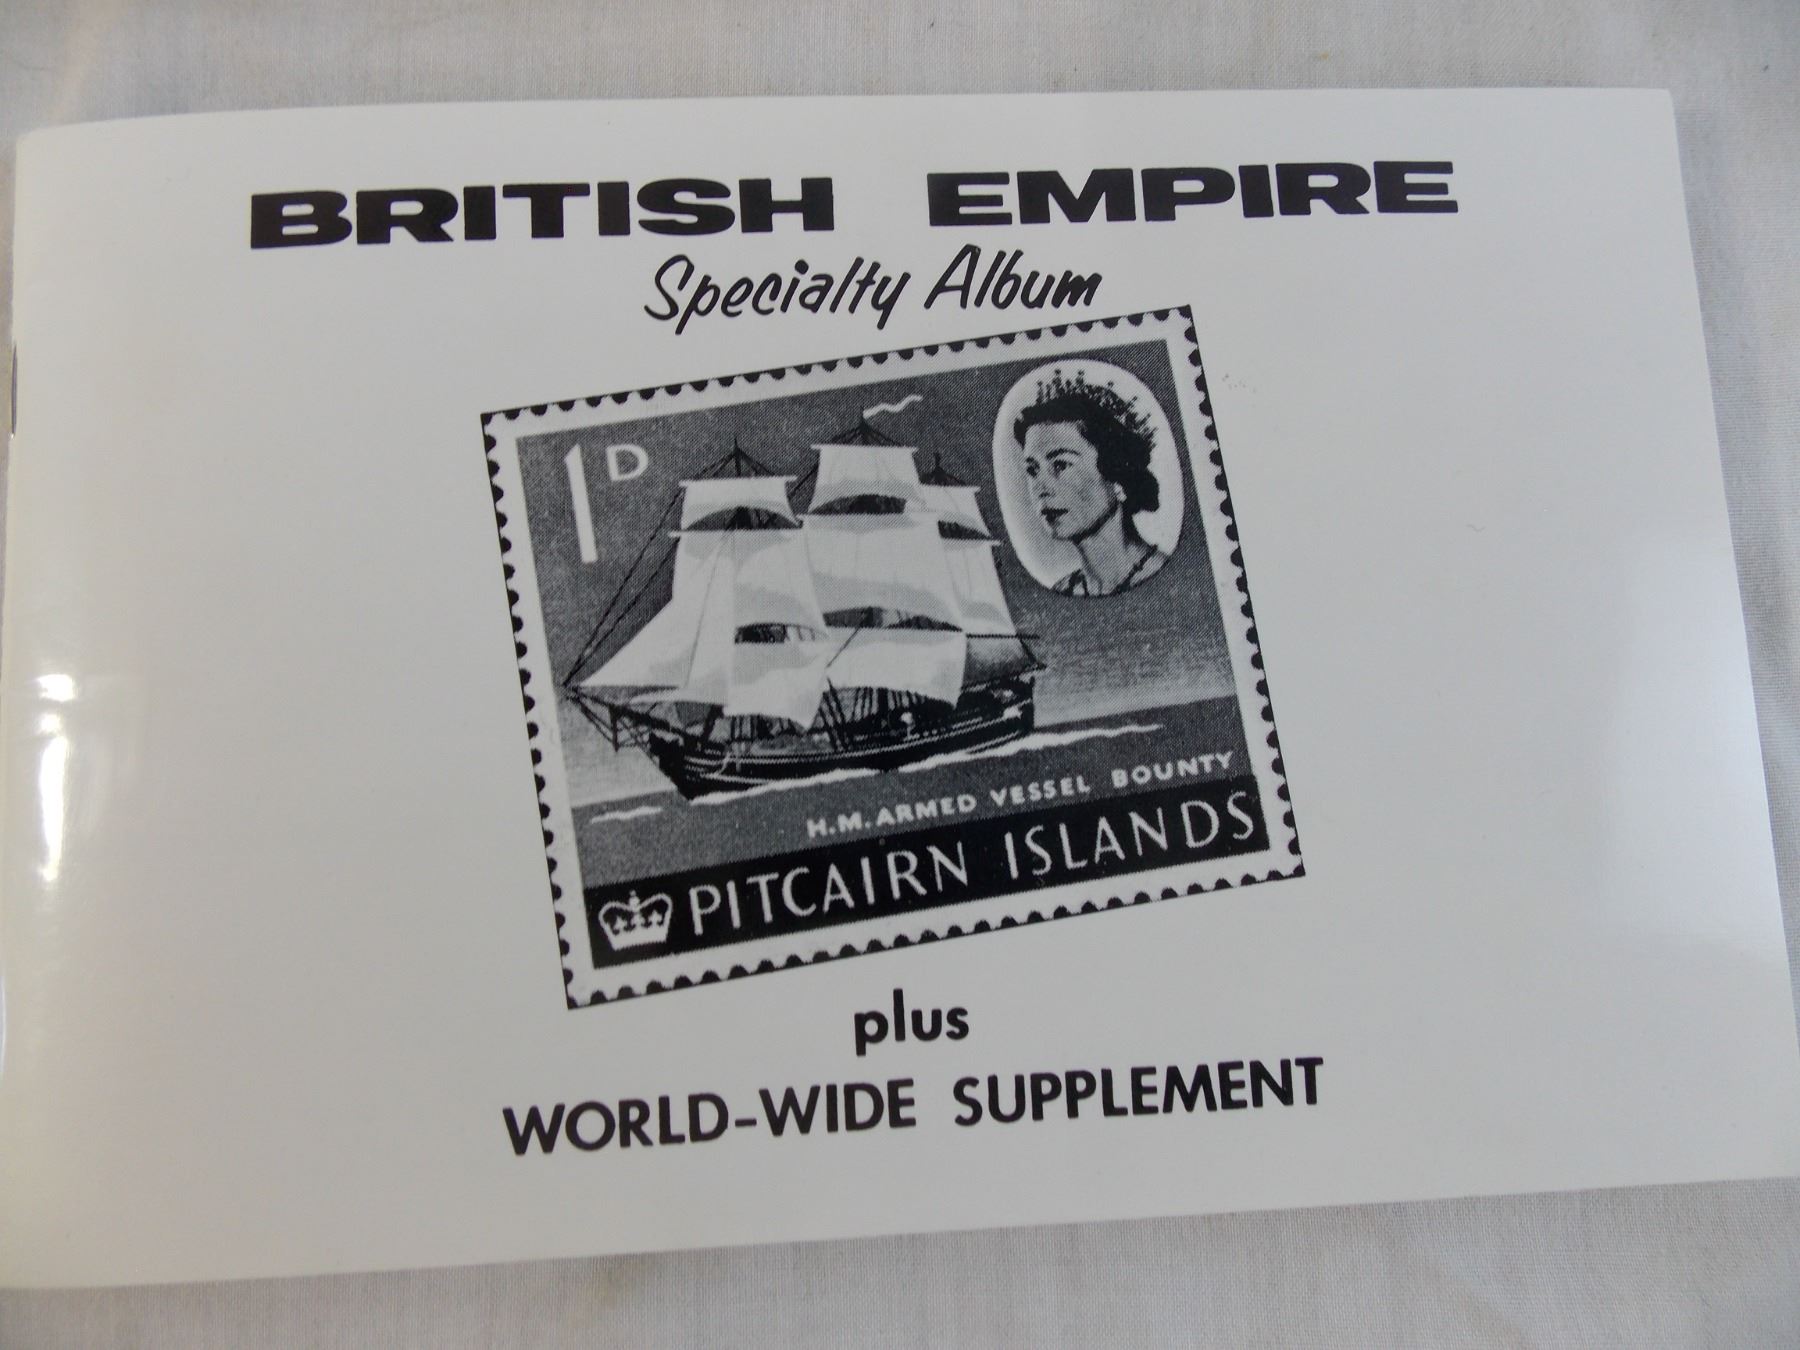 BRITISH EMPIRE
Specialty Album
1D
H.M. ARMED VESSEL BOUNTY
PITCAIRN ISLANDS
plus
WORLD-WIDE SUPPLEMENT